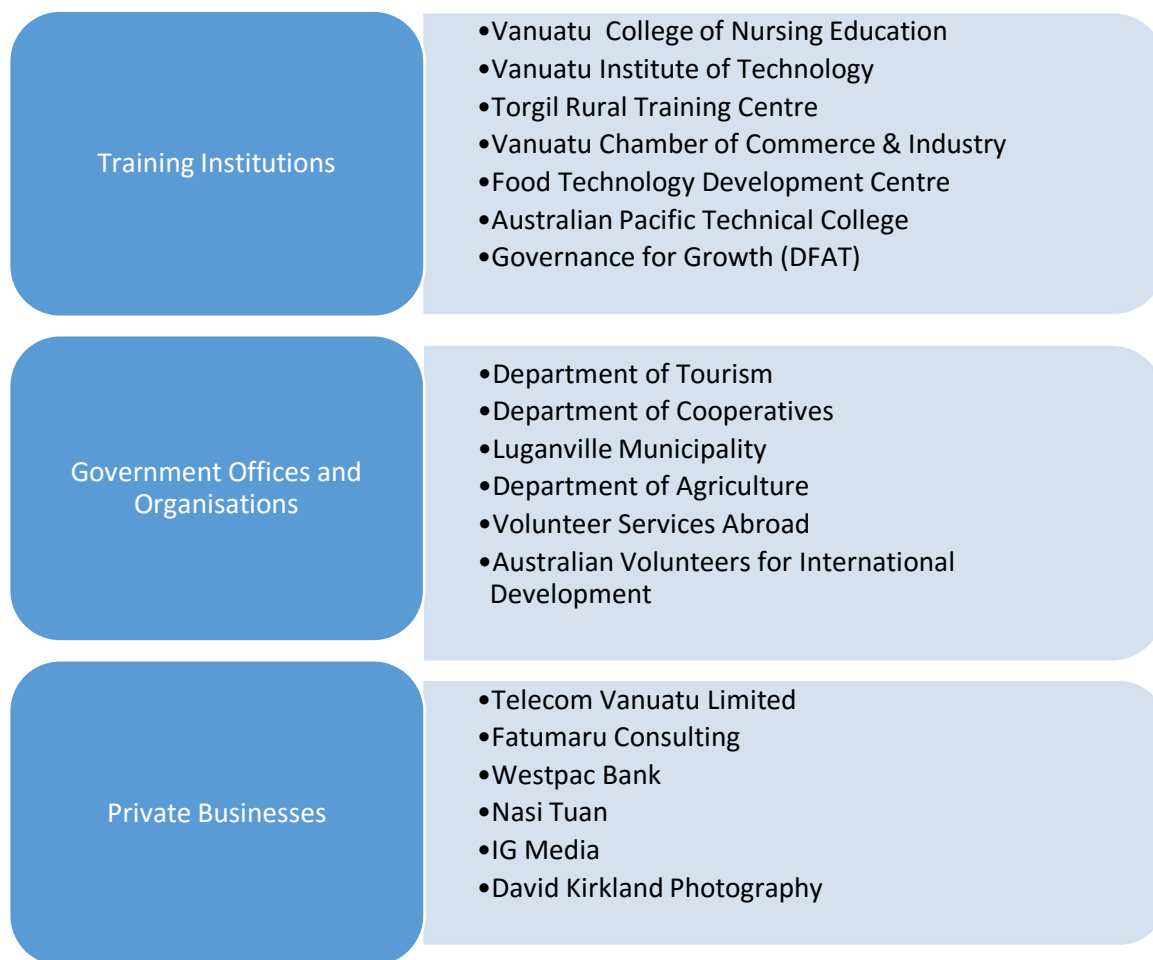 Training Institutions
•Vanuatu  College of Nursing Education
•Vanuatu Institute of Technology
•Torgil Rural Training Centre
•Vanuatu Chamber of Commerce & Industry
•Food Technology Development Centre
•Australian Pacific Technical College
•Governance for Growth (DFAT)
Government Offices and
Organisations
•Department of Tourism
•Department of Cooperatives
•Luganville Municipality
•Department of Agriculture
•Volunteer Services Abroad
•Australian Volunteers for International
Development
Private Businesses
•Telecom Vanuatu Limited
•Fatumaru Consulting
•Westpac Bank
•Nasi Tuan
•IG Media
•David Kirkland Photography